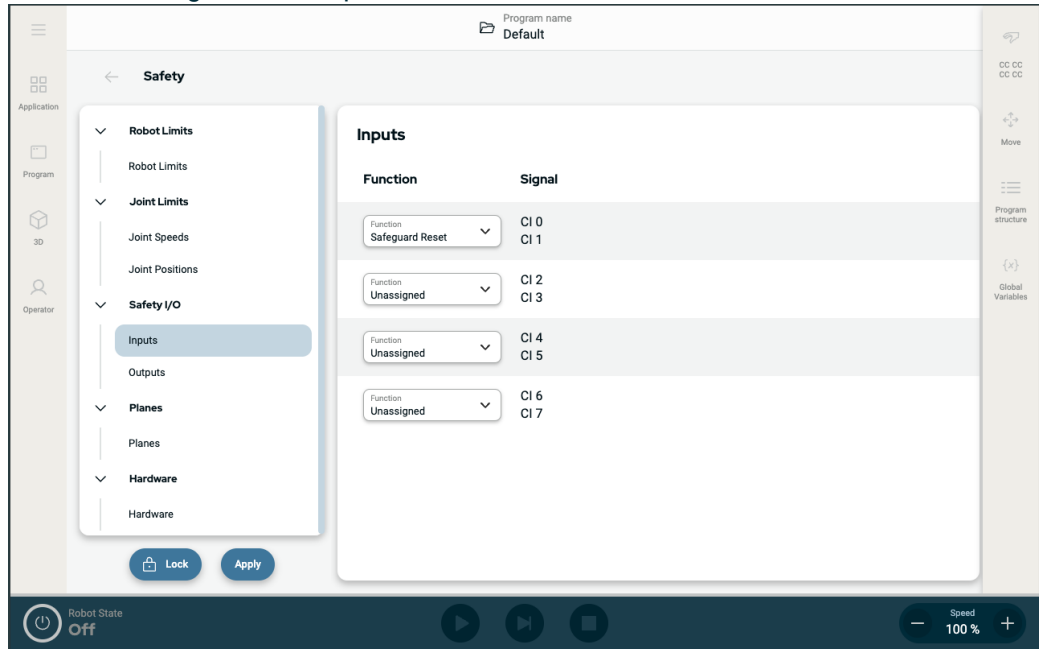 Program name
Default
Application
Program
3D
Operator
Safety
Robot Limits
Robot Limits
Joint Limits
Joint Speeds
Joint Positions
Safety I/O
Inputs
Outputs
Planes
Planes
Hardware
Hardware
Lock
Apply
Inputs
Function Signal
Function
Safeguard Reset
CI 0
CI 1
Function
Unassigned
CI 2
CI 3
Function
Unassigned
CI 4
CI 5
Function
Unassigned
CI 6
CI 7
CC CC
CC CC
Move
Program
structure
{x}
Global
Variables
Robot State
Off
Speed
100 %